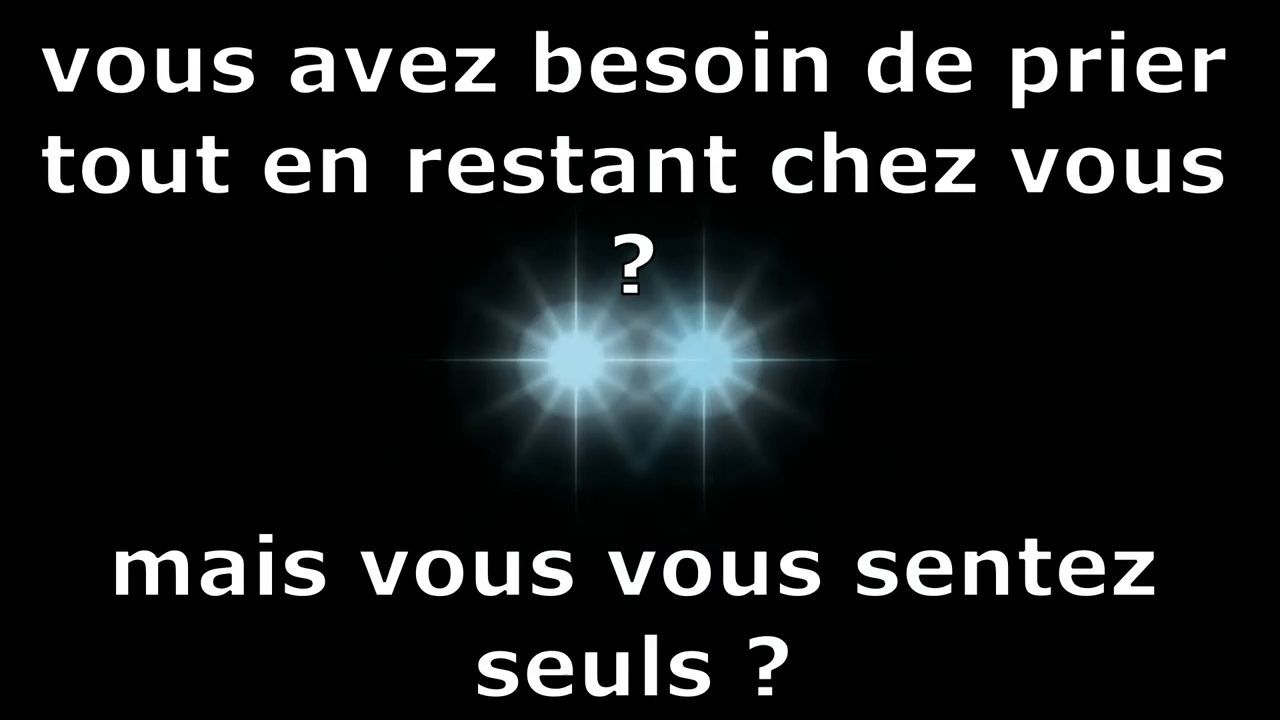 vous avez besoin de prier
tout en restant chez vous
?
mais vous vous sentez
seuls ?